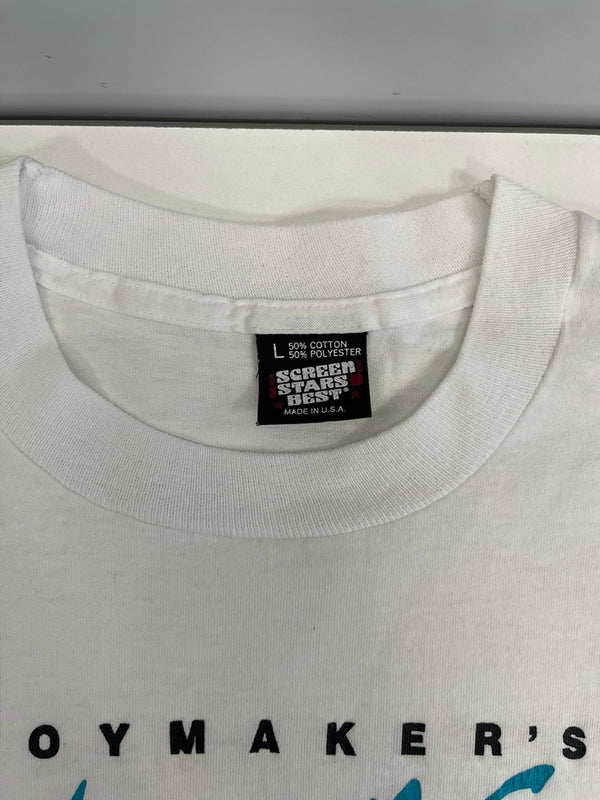 L 50% COTTON
50% POLYESTER
SCREEN
STARS
BEST®
MADE IN U.S.A.
OYMAKER'S